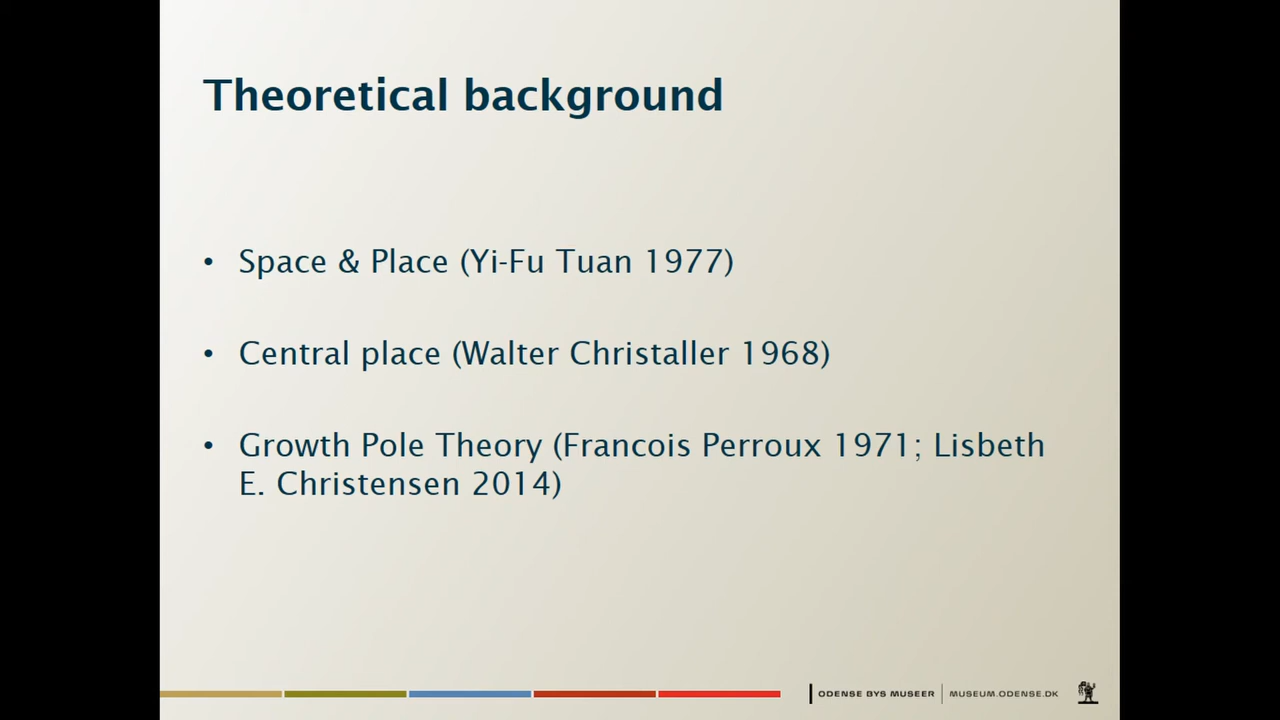 Theoretical background
• Space & Place (Yi-Fu Tuan 1977)
• Central place (Walter Christaller 1968)
• Growth Pole Theory (Francois Perroux 1971; Lisbeth
E. Christensen 2014)
ODENSE BYS MUSEER | MUSEUM.ODENSE.DK